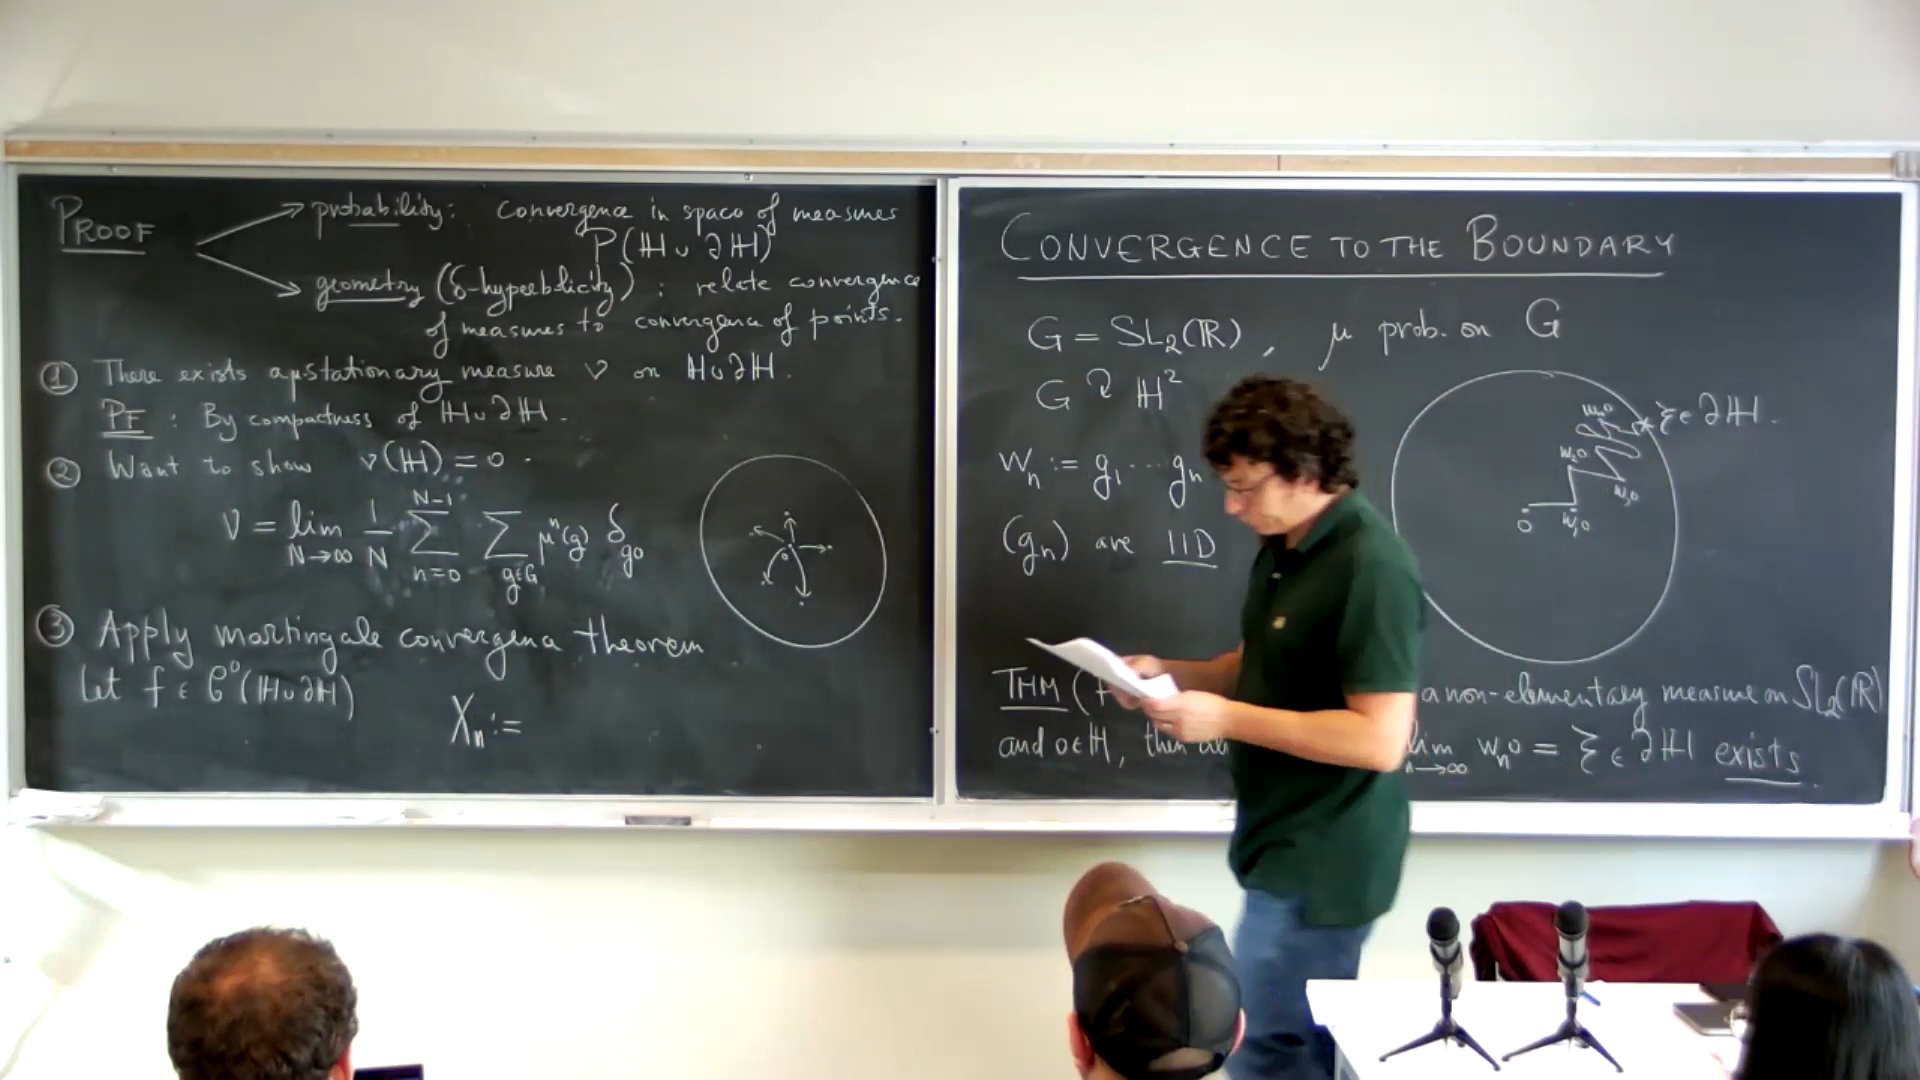 PROOF
probability: convergence in space of measures
P(ℍ∪∂ℍ)
geometry (δ-hyperbolicity): relate convergence
of measures to convergence of points.
① There exists a μ-stationary measure ν on ℍ∪∂ℍ.
PF: By compactness of ℍ∪∂ℍ.
② Want to show ν(ℍ) = 0.
ν = lim_{N→∞} 1/N ∑_{n=0}^{N-1} ∑_{g∈G} μⁿ(g) δ_{go}
o
③ Apply martingale convergence theorem
Let f ∈ C⁰(ℍ∪∂ℍ)
Xₙ :=
CONVERGENCE TO THE BOUNDARY
G = SL₂(ℝ), μ prob. on G
G ↻ ℍ²
wₙ := g₁ ⋯ gₙ
(gₙ) are IID
wₙo
ξ ∈ ∂ℍ.
w₂o
w₃o
o
w₁o
THM (F a non-elementary measure on SL₂(ℝ)
and o∈ℍ, then lim_{n→∞} wₙo = ξ ∈ ∂ℍ exists.